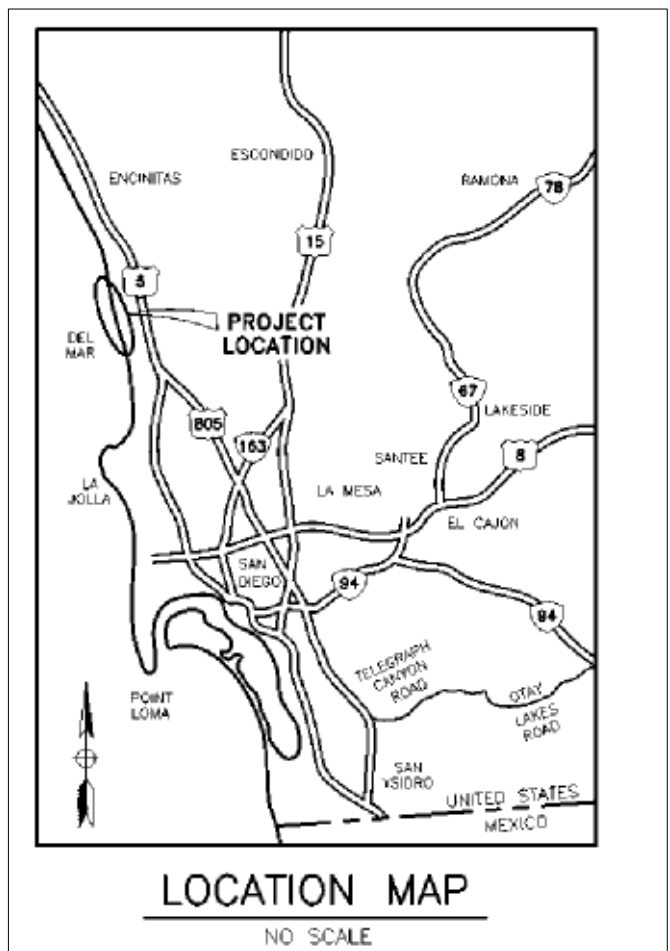 ESCONDIDO
ENCINITAS
RAMONA
78
15
5
PROJECT
LOCATION
DEL
MAR
67
LAKESIDE
805
163
SANTEE
8
LA MESA
LA
JOLLA
EL CAJON
SAN
DIEGO
94
94
TELEGRAPH
CANYON
ROAD
OTAY
LAKES
ROAD
POINT
LOMA
SAN
YSIDRO
UNITED STATES
MEXICO
LOCATION MAP
NO SCALE